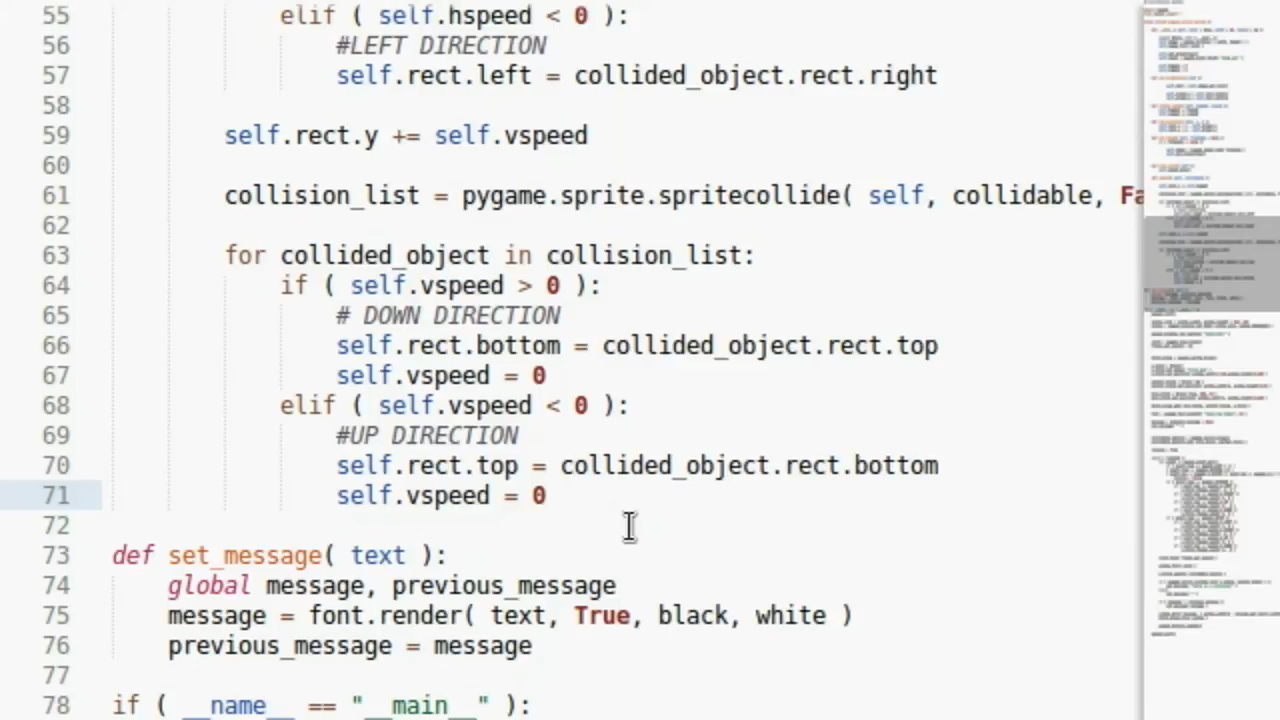 55 elif ( self.hspeed < 0 ):
56 #LEFT DIRECTION
57 self.rect.left = collided_object.rect.right
58
59 self.rect.y += self.vspeed
60
61 collision_list = pygame.sprite.spritecollide( self, collidable, Fa
62
63 for collided_object in collision_list:
64 if ( self.vspeed > 0 ):
65 # DOWN DIRECTION
66 self.rect.bottom = collided_object.rect.top
67 self.vspeed = 0
68 elif ( self.vspeed < 0 ):
69 #UP DIRECTION
70 self.rect.top = collided_object.rect.bottom
71 self.vspeed = 0
72
73 def set_message( text ):
74 global message, previous_message
75 message = font.render( text, True, black, white )
76 previous_message = message
77
78 if ( __name__ == "__main__" ):